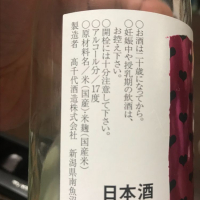 ○お酒は二十歳になってから。
○妊娠中や授乳期の飲酒は、
お控え下さい。
○開栓には十分注意して下さい。
○アルコール分／17度
○原材料名／米(国産)米麹(国産米)
製造者　高千代酒造株式会社
新潟県南魚沼
日本酒